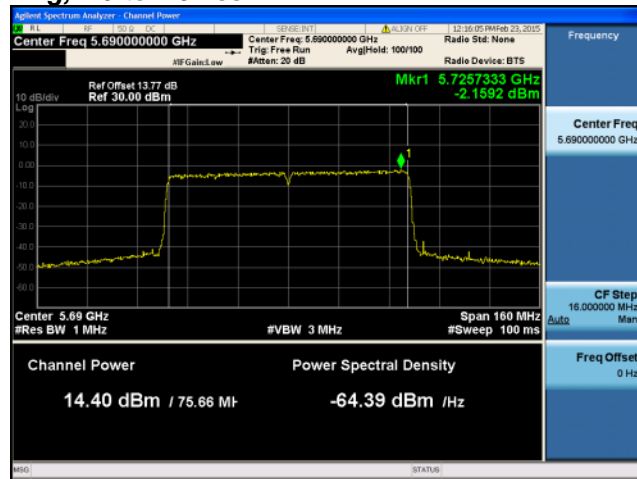 Agilent Spectrum Analyzer - Channel Power
RL RF 50 Ω DC SENSE:INT ALIGN OFF 12:16:05 PM Feb 23, 2015
Center Freq 5.690000000 GHz
Center Freq: 5.690000000 GHz
Radio Std: None
Trig: Free Run Avg|Hold: 100/100
#IFGain:Low #Atten: 20 dB Radio Device: BTS
Frequency
Mkr1 5.7257333 GHz
-2.1592 dBm
Ref Offset 13.77 dB
10 dB/div Ref 30.00 dBm
Log
20.0
10.0
0.00
-10.0
-20.0
-30.0
-40.0
-50.0
-60.0
1
Center 5.69 GHz Span 160 MHz
#Res BW 1 MHz #VBW 3 MHz #Sweep 100 ms
Channel Power Power Spectral Density
14.40 dBm / 75.66 MH -64.39 dBm /Hz
Center Freq
5.690000000 GHz
CF Step
16.000000 MHz
Auto Man
Freq Offset
0 Hz
MSG STATUS